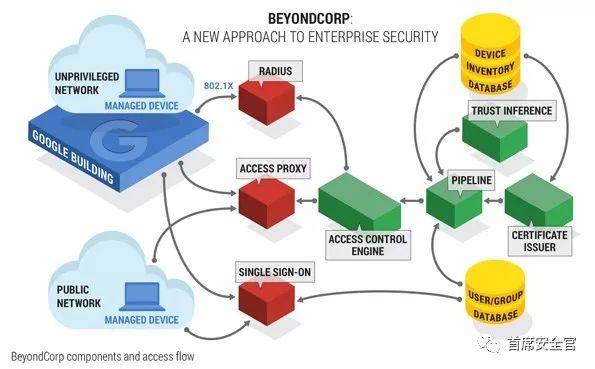 BEYONDCORP:
A NEW APPROACH TO ENTERPRISE SECURITY
UNPRIVILEGED
NETWORK
MANAGED DEVICE
GOOGLE BUILDING
G
802.1X
RADIUS
DEVICE
INVENTORY
DATABASE
TRUST INFERENCE
ACCESS PROXY
PIPELINE
ACCESS CONTROL
ENGINE
CERTIFICATE
ISSUER
PUBLIC
NETWORK
MANAGED DEVICE
SINGLE SIGN-ON
USER/GROUP
DATABASE
BeyondCorp components and access flow
首席安全官